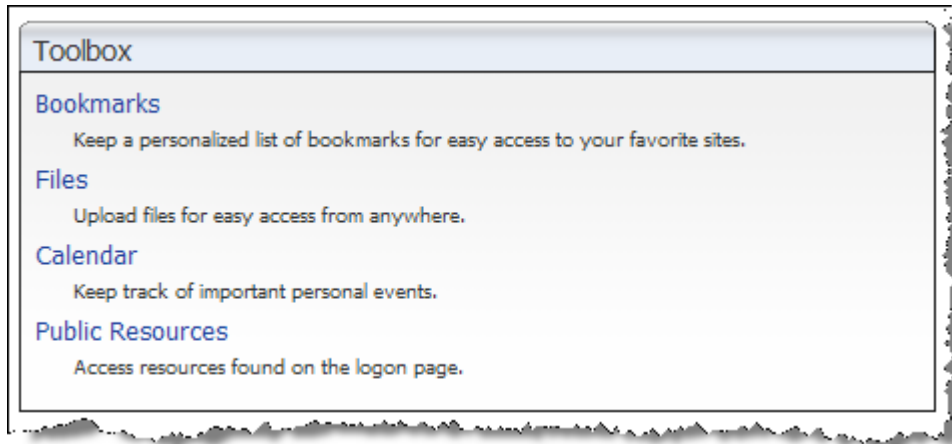 Toolbox
Bookmarks
Keep a personalized list of bookmarks for easy access to your favorite sites.
Files
Upload files for easy access from anywhere.
Calendar
Keep track of important personal events.
Public Resources
Access resources found on the logon page.